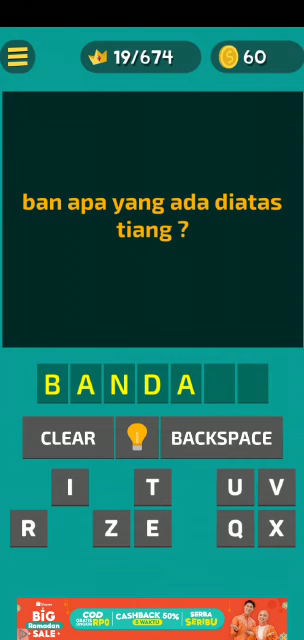 19/674
60
ban apa yang ada diatas
tiang ?
B A N D A
CLEAR
BACKSPACE
I T U V
R Z E Q X
BIG
Ramadan
SALE
COD
CASHBACK 50%
SERBA
SERIBU